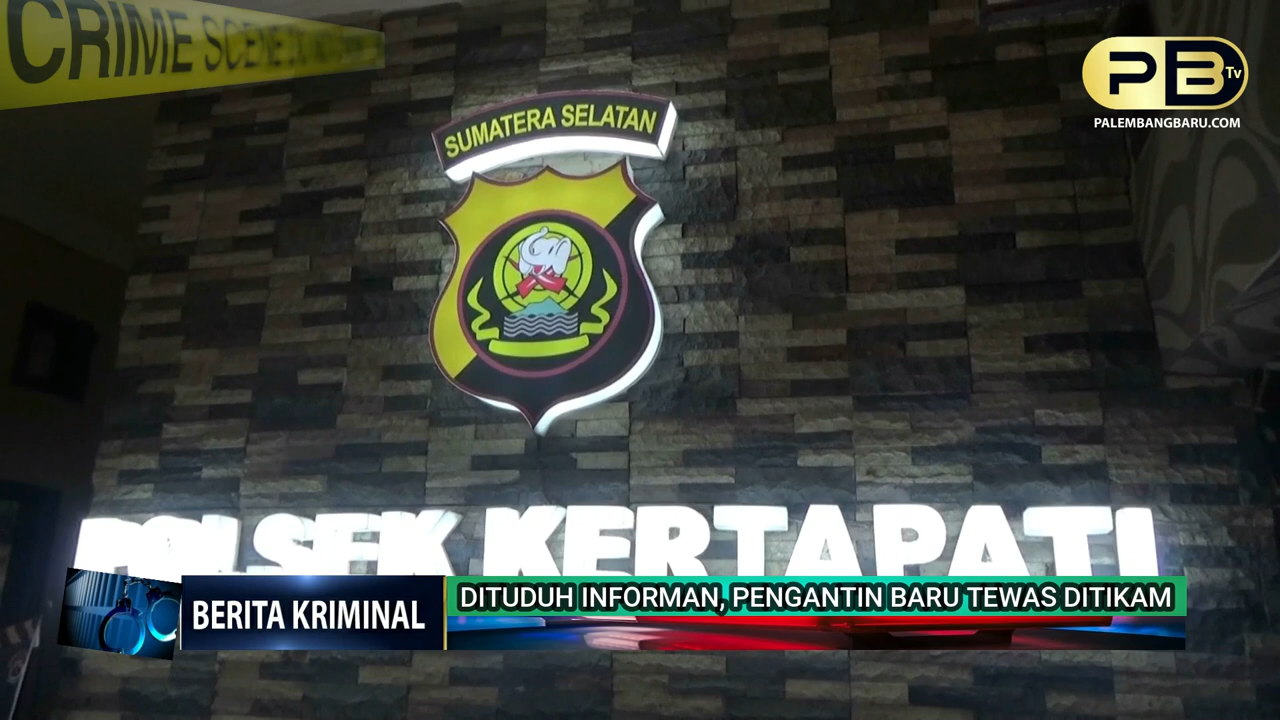 CRIME SCENE
PB Tv
PALEMBANGBARU.COM
SUMATERA SELATAN
POLSEK KERTAPATI
BERITA KRIMINAL
DITUDUH INFORMAN, PENGANTIN BARU TEWAS DITIKAM